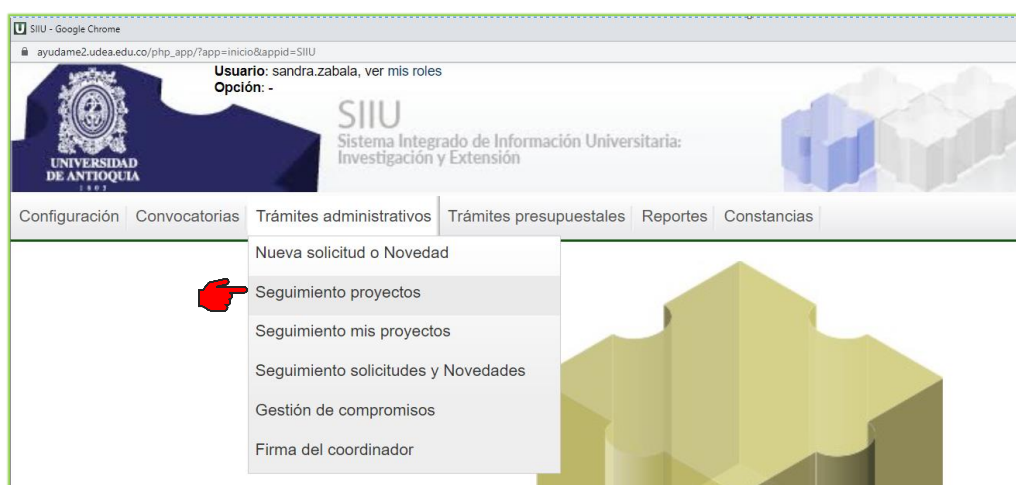 SIIU - Google Chrome
ayudame2.udea.edu.co/php_app/?app=inicio&appid=SIIU
Usuario: sandra.zabala, ver mis roles
Opción: -
SIIU
Sistema Integrado de Información Universitaria:
Investigación y Extensión
UNIVERSIDAD
DE ANTIOQUIA
1803
Configuración Convocatorias Trámites administrativos Trámites presupuestales Reportes Constancias
Nueva solicitud o Novedad
Seguimiento proyectos
Seguimiento mis proyectos
Seguimiento solicitudes y Novedades
Gestión de compromisos
Firma del coordinador